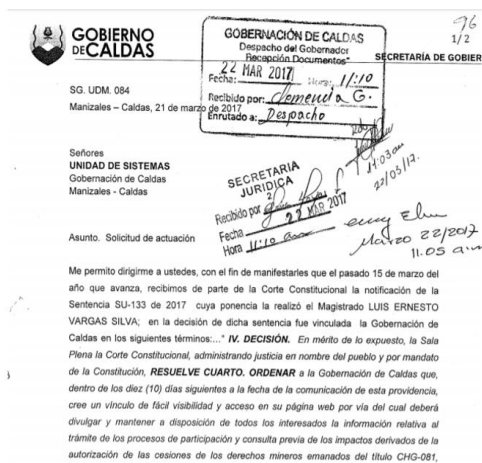 GOBIERNO
DE CALDAS
GOBERNACIÓN DE CALDAS
Despacho del Gobernador
Recepción Documentos"
Fecha: 22 MAR 2017 Hora: 11:10
Recibido por: Clemencia G.
Enrutado a: Despacho
96
1/2
SECRETARÍA DE GOBIER
SG. UDM. 084
Manizales – Caldas, 21 de marzo de 2017
11:03 am
22/03/17.
Señores
UNIDAD DE SISTEMAS
Gobernación de Caldas
Manizales - Caldas
SECRETARIA
JURIDICA
Recibido por
Fecha 22 MAR 2017
Hora 11:10 am
Marzo 22/2017
11.05 am
Asunto. Solicitud de actuación
Me permito dirigirme a ustedes, con el fin de manifestarles que el pasado 15 de marzo del
año que avanza, recibimos de parte de la Corte Constitucional la notificación de la
Sentencia SU-133 de 2017 cuya ponencia la realizó el Magistrado LUIS ERNESTO
VARGAS SILVA; en la decisión de dicha sentencia fue vinculada la Gobernación de
Caldas en los siguientes términos:..." IV. DECISIÓN. En mérito de lo expuesto, la Sala
Plena la Corte Constitucional, administrando justicia en nombre del pueblo y por mandato
de la Constitución, RESUELVE CUARTO. ORDENAR a la Gobernación de Caldas que,
dentro de los diez (10) días siguientes a la fecha de la comunicación de esta providencia,
cree un vínculo de fácil visibilidad y acceso en su página web por vía del cual deberá
divulgar y mantener a disposición de todos los interesados la información relativa al
trámite de los procesos de participación y consulta previa de los impactos derivados de la
autorización de las cesiones de los derechos mineros emanados del título CHG-081,